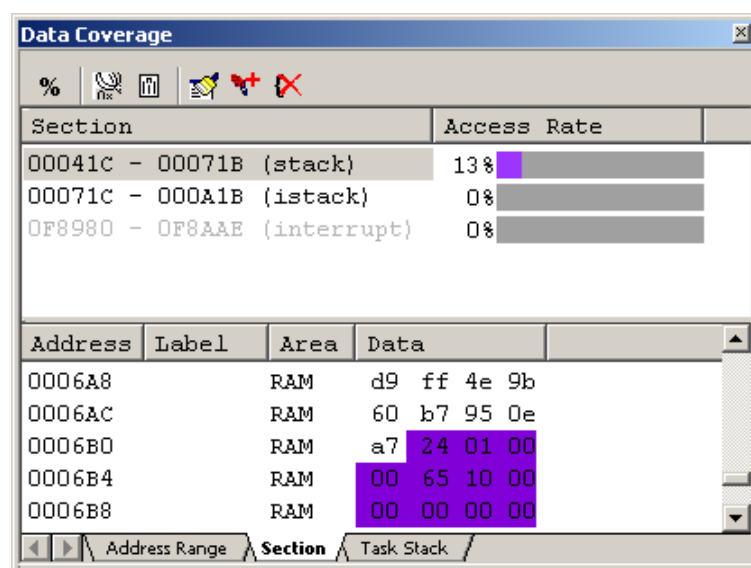 Data Coverage
%
Section Access Rate
00041C - 00071B (stack) 13%
00071C - 000A1B (istack) 0%
0F8980 - 0F8AAE (interrupt) 0%
Address Label Area Data
0006A8 RAM d9 ff 4e 9b
0006AC RAM 60 b7 95 0e
0006B0 RAM a7 24 01 00
0006B4 RAM 00 65 10 00
0006B8 RAM 00 00 00 00
Address Range Section Task Stack